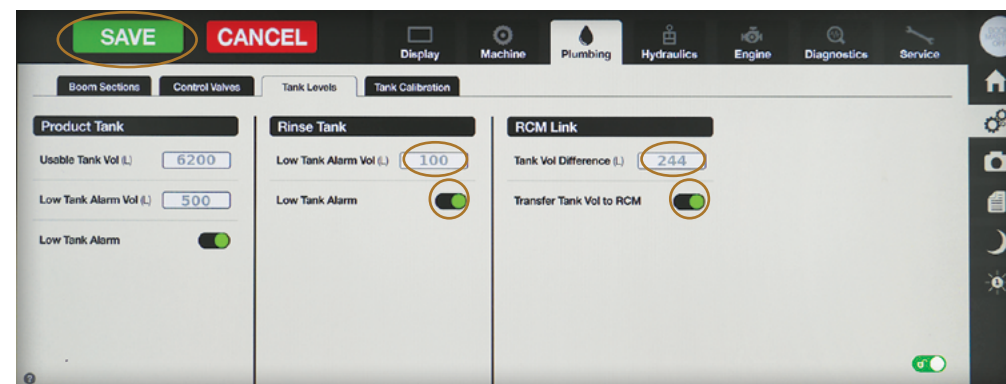 SAVE
CANCEL
Display
Machine
Plumbing
Hydraulics
Engine
Diagnostics
Service
Boom Sections
Control Valves
Tank Levels
Tank Calibration
Product Tank
Usable Tank Vol (L) 6200
Low Tank Alarm Vol (L) 500
Low Tank Alarm
Rinse Tank
Low Tank Alarm Vol (L) 100
Low Tank Alarm
RCM Link
Tank Vol Difference (L) 244
Transfer Tank Vol to RCM
?